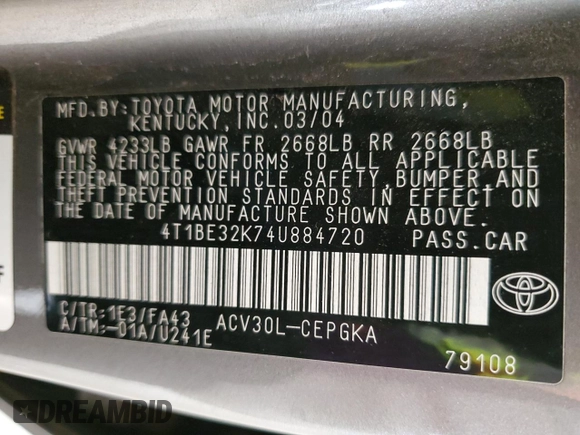 MFD.BY:TOYOTA MOTOR MANUFACTURING,
KENTUCKY, INC.03/04
GVWR 4233LB GAWR FR 2668LB RR 2668LB
THIS VEHICLE CONFORMS TO ALL APPLICABLE
FEDERAL MOTOR VEHICLE SAFETY,BUMPER,AND
THEFT PREVENTION STANDARDS IN EFFECT ON
THE DATE OF MANUFACTURE SHOWN ABOVE.
4T1BE32K74U884720 PASS.CAR
C/TR:1E3/FA43 ACV30L-CEPGKA
A/TM:-01A/U241E
79108
TOYOTA
DREAMBID